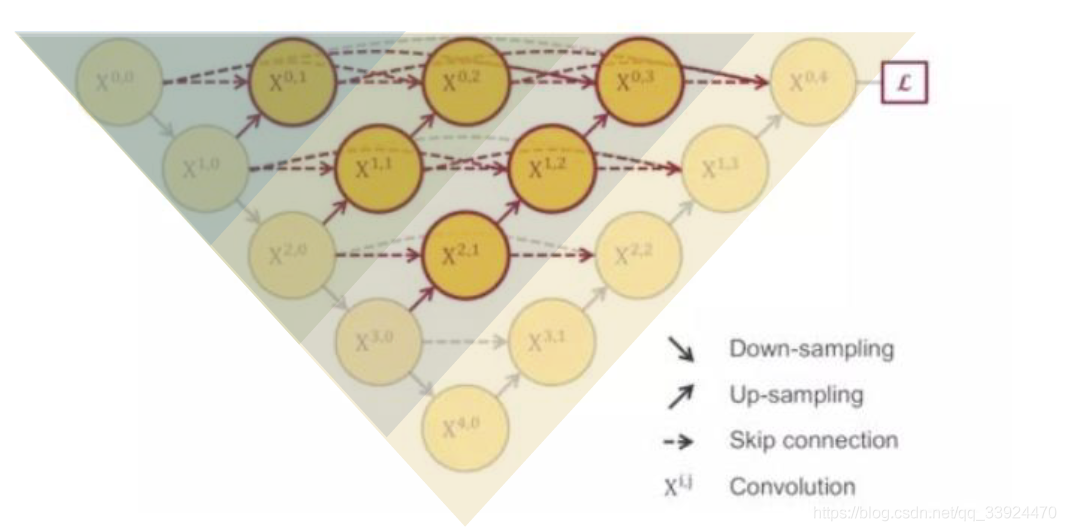 X⁰·⁰ X⁰·¹ X⁰·² X⁰·³ X⁰·⁴ ℒ
X¹·⁰ X¹·¹ X¹·² X¹·³
X²·⁰ X²·¹ X²·²
X³·⁰ X³·¹
X⁴·⁰
Down-sampling
Up-sampling
Skip connection
Xⁱ·ʲ Convolution
https://blog.csdn.net/qq_33924470